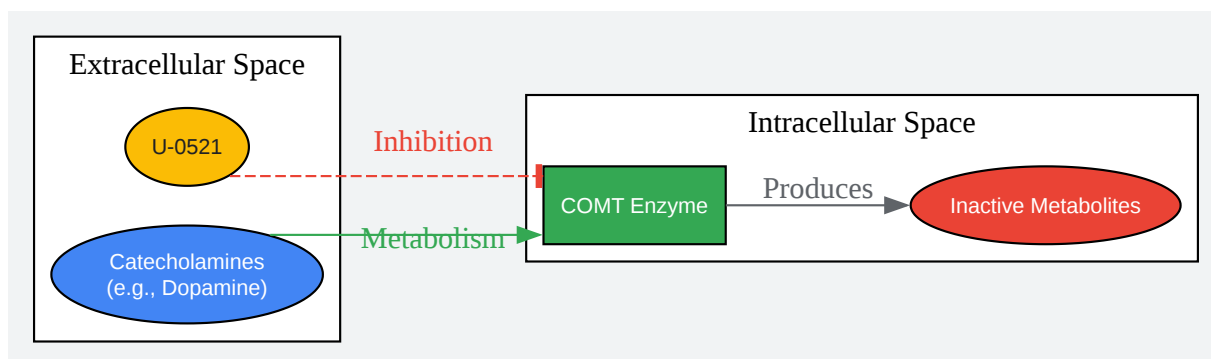 Extracellular Space
U-0521
Catecholamines
(e.g., Dopamine)
Inhibition
Metabolism
Intracellular Space
COMT Enzyme
Produces
Inactive Metabolites